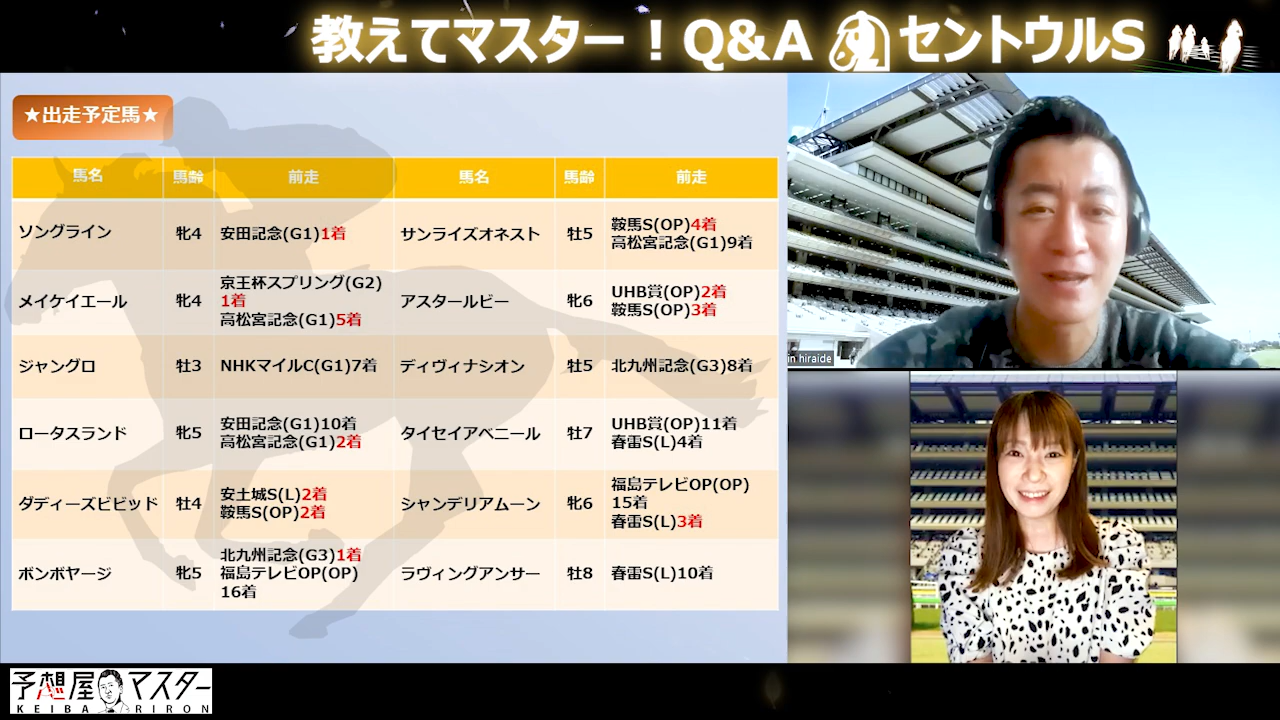 教えてマスター！Q&A セントウルS
★出走予定馬★
馬名 馬齢 前走 馬名 馬齢 前走
ソングライン 牝4 安田記念(G1)1着
サンライズオネスト 牡5 鞍馬S(OP)4着
高松宮記念(G1)9着
メイケイエール 牝4 京王杯スプリング(G2)
1着
高松宮記念(G1)5着
アスタールビー 牝6 UHB賞(OP)2着
鞍馬S(OP)3着
ジャングロ 牡3 NHKマイルC(G1)7着
ディヴィナシオン 牡5 北九州記念(G3)8着
ロータスランド 牝5 安田記念(G1)10着
高松宮記念(G1)2着
タイセイアベニール 牡7 UHB賞(OP)11着
春雷S(L)4着
ダディーズビビッド 牡4 安土城S(L)2着
鞍馬S(OP)2着
シャンデリアムーン 牝6 福島テレビOP(OP)
15着
春雷S(L)3着
ボンボヤージ 牝5 北九州記念(G3)1着
福島テレビOP(OP)
16着
ラヴィングアンサー 牡8 春雷S(L)10着
in hiraide
予想屋マスター
KEIBA RIRON